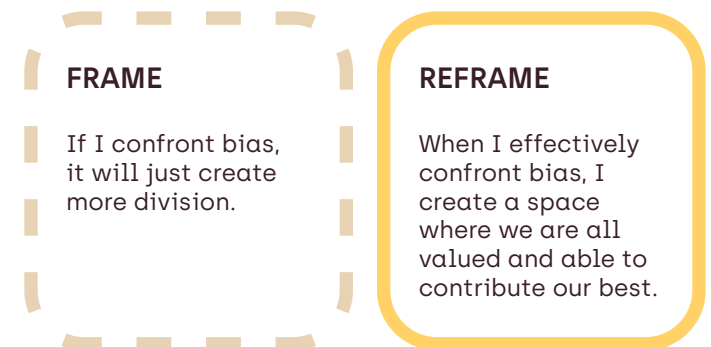 FRAME
If I confront bias,
it will just create
more division.
REFRAME
When I effectively
confront bias, I
create a space
where we are all
valued and able to
contribute our best.